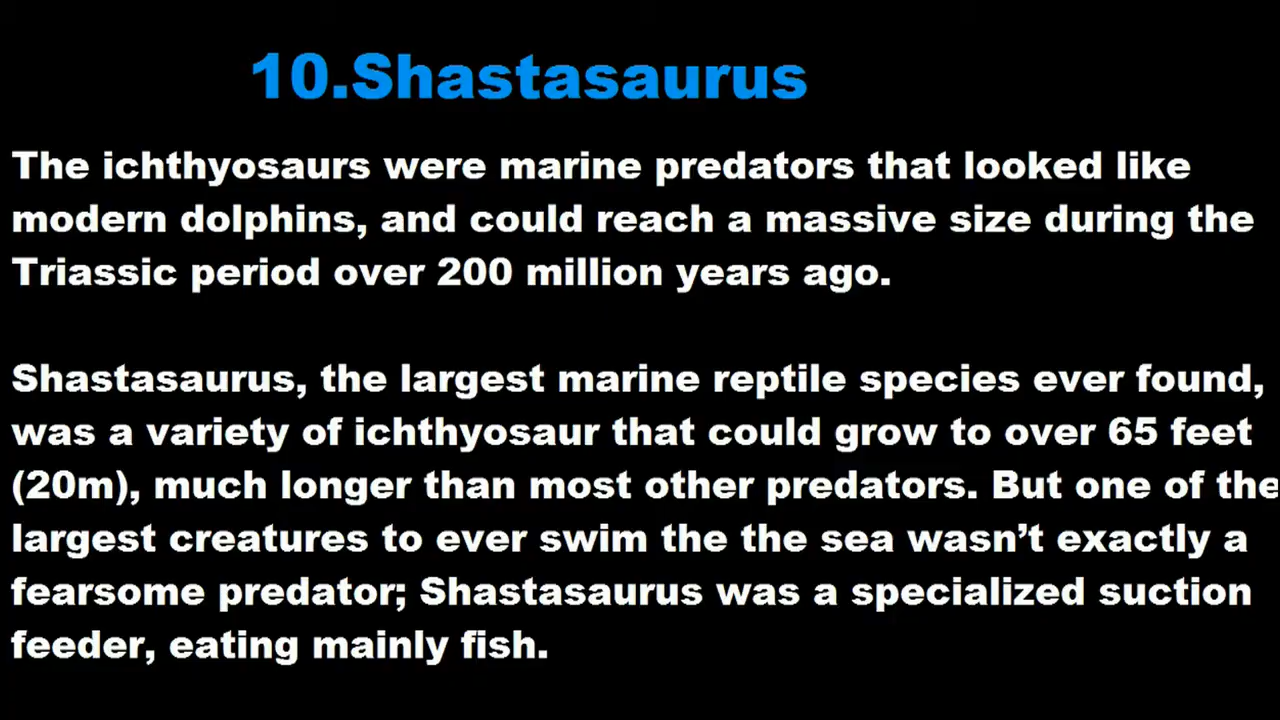 10.Shastasaurus
The ichthyosaurs were marine predators that looked like
modern dolphins, and could reach a massive size during the
Triassic period over 200 million years ago.
Shastasaurus, the largest marine reptile species ever found,
was a variety of ichthyosaur that could grow to over 65 feet
(20m), much longer than most other predators. But one of the
largest creatures to ever swim the the sea wasn’t exactly a
fearsome predator; Shastasaurus was a specialized suction
feeder, eating mainly fish.